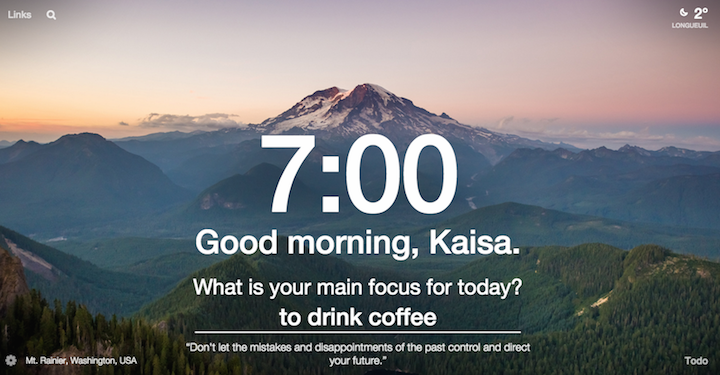 Links
2°
LONGUEUIL
7:00
Good morning, Kaisa.
What is your main focus for today?
to drink coffee
“Don't let the mistakes and disappointments of the past control and direct
your future.”
Mt. Rainier, Washington, USA
Todo